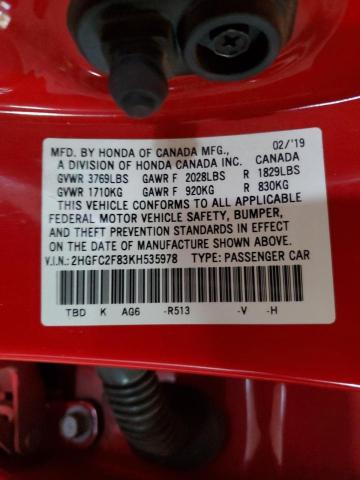 MFD. BY HONDA OF CANADA MFG., 02/'19
A DIVISION OF HONDA CANADA INC. CANADA
GVWR 3769LBS GAWR F 2028LBS R 1829LBS
GVWR 1710KG GAWR F 920KG R 830KG
THIS VEHICLE CONFORMS TO ALL APPLICABLE
FEDERAL MOTOR VEHICLE SAFETY, BUMPER,
AND THEFT PREVENTION STANDARDS IN EFFECT
ON THE DATE OF MANUFACTURE SHOWN ABOVE.
V.I.N.: 2HGFC2F83KH535978 TYPE: PASSENGER CAR
TBD K AG6 -R513 -V -H